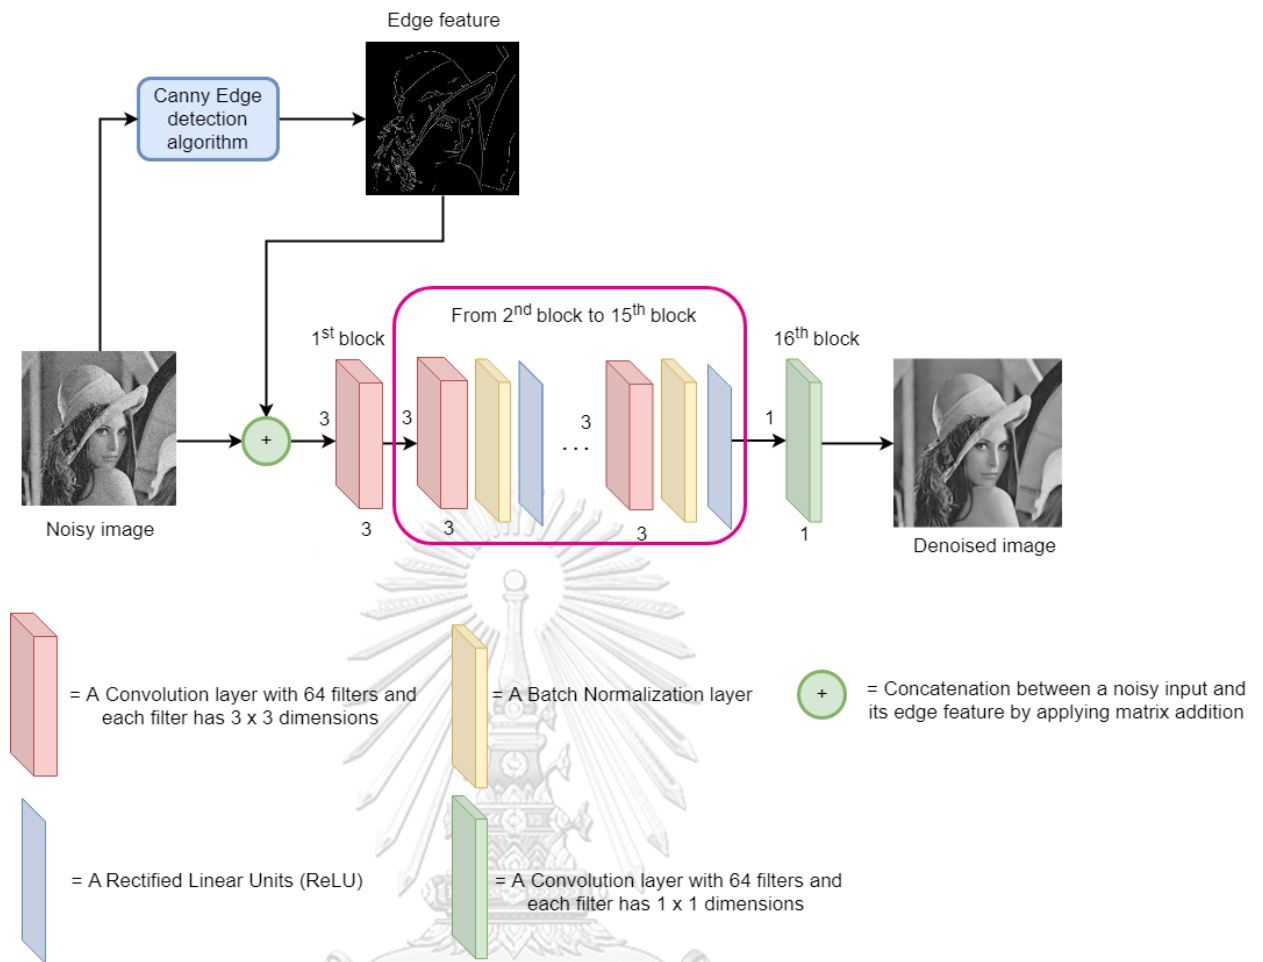 Edge feature
Canny Edge
detection
algorithm
From 2nd block to 15th block
1st block
16th block
3
3
3
1
+
. . .
3
3
3
1
Noisy image
Denoised image
= A Convolution layer with 64 filters and
each filter has 3 x 3 dimensions
= A Batch Normalization layer
+
= Concatenation between a noisy input and
its edge feature by applying matrix addition
= A Rectified Linear Units (ReLU)
= A Convolution layer with 64 filters and
each filter has 1 x 1 dimensions